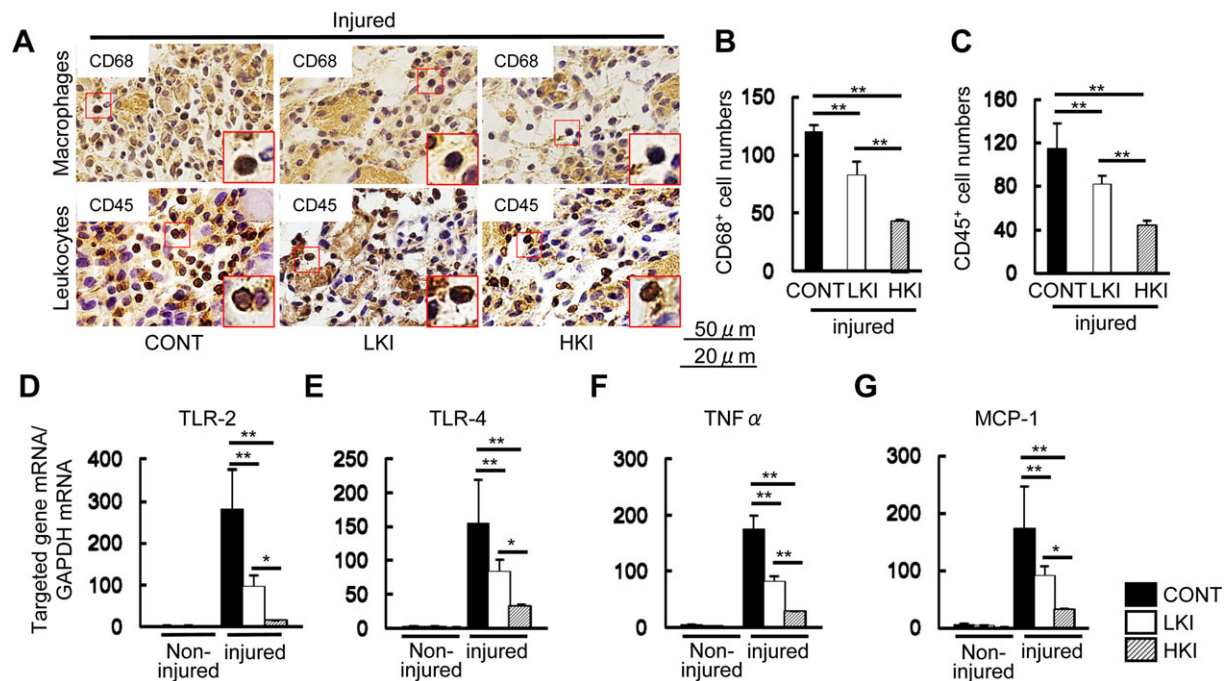 Injured
A
Macrophages
CD68
CD68
CD68
Leukocytes
CD45
CD45
CD45
CONT
LKI
HKI
50 μm
20 μm
B
CD68⁺ cell numbers
150
100
50
0
**
**
**
CONT LKI HKI
injured
C
CD45⁺ cell numbers
160
120
80
40
0
**
**
**
CONT LKI HKI
injured
D
TLR-2
Targeted gene mRNA/
GAPDH mRNA
400
300
200
100
0
**
**
*
Non-
injured
injured
E
TLR-4
250
200
150
100
50
0
**
**
*
Non-
injured
injured
F
TNF α
300
200
100
0
**
**
**
Non-
injured
injured
G
MCP-1
300
200
100
0
**
**
*
Non-
injured
injured
CONT
LKI
HKI